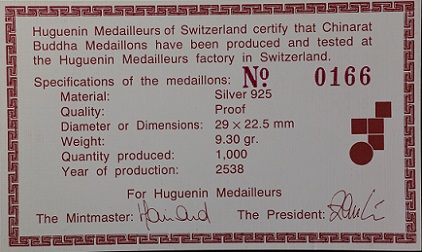 Huguenin Medailleurs of Switzerland certify that Chinarat
Buddha Medallons have been produced and tested at
the Huguenin Medailleurs factory in Switzerland.
Specifications of the medallons: Nº 0166
Material: Silver 925
Quality: Proof
Diameter or Dimensions: 29 × 22.5 mm
Weight: 9.30 gr.
Quantity produced: 1,000
Year of production: 2538
For Huguenin Medailleurs
The Mintmaster: The President: